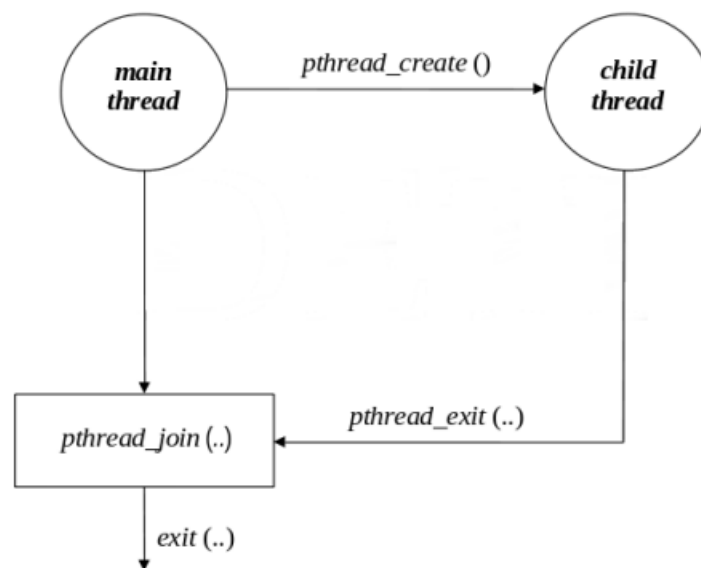 main
thread
pthread_create ()
child
thread
pthread_join (..)
pthread_exit (..)
exit (..)